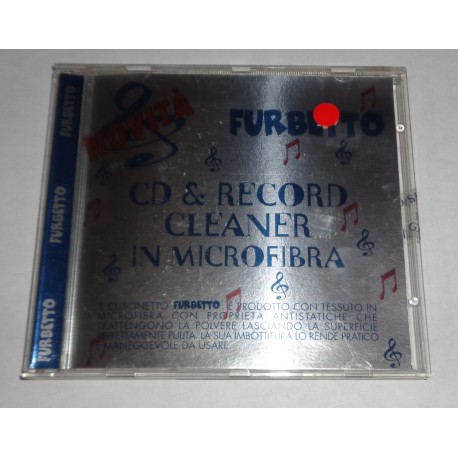 NOVITÀ
FURBETTO
CD & RECORD
CLEANER
IN MICROFIBRA
IL CUSCINETTO FURBETTO È PRODOTTO CON TESSUTO IN
MICROFIBRA CON PROPRIETÀ ANTISTATICHE CHE
TRATTENGONO LA POLVERE LASCIANDO LA SUPERFICIE
PERFETTAMENTE PULITA. LA SUA IMBOTTITURA LO RENDE PRATICO
E MANEGGEVOLE DA USARE.
FURBETTO
FURBETTO
FURBETTO